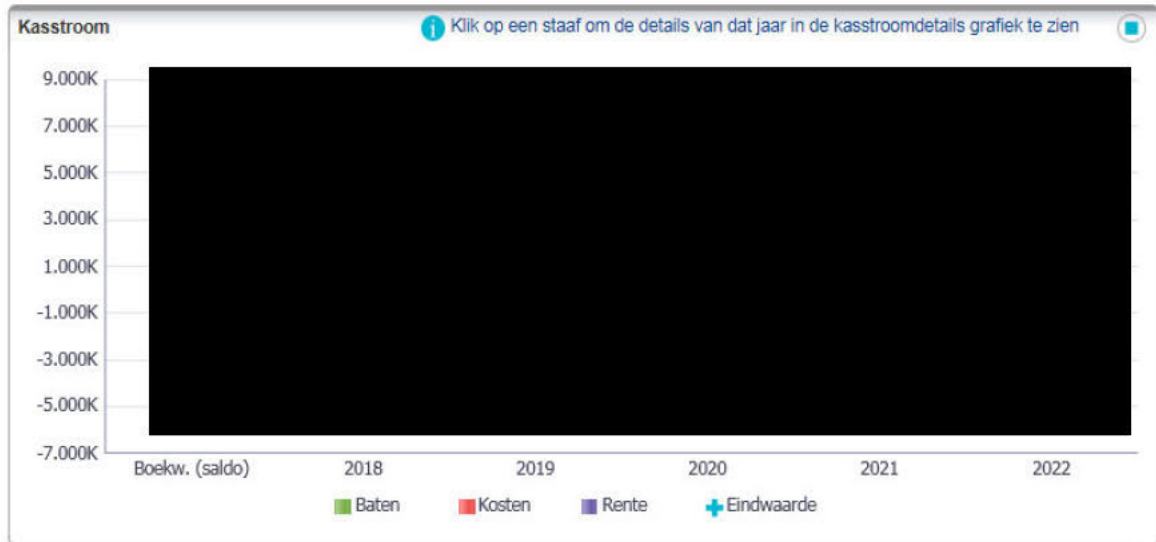 Kasstroom
Klik op een staaf om de details van dat jaar in de kasstroomdetails grafiek te zien
9.000K
7.000K
5.000K
3.000K
1.000K
-1.000K
-3.000K
-5.000K
-7.000K
Boekw. (saldo) 2018 2019 2020 2021 2022
Baten Kosten Rente Eindwaarde